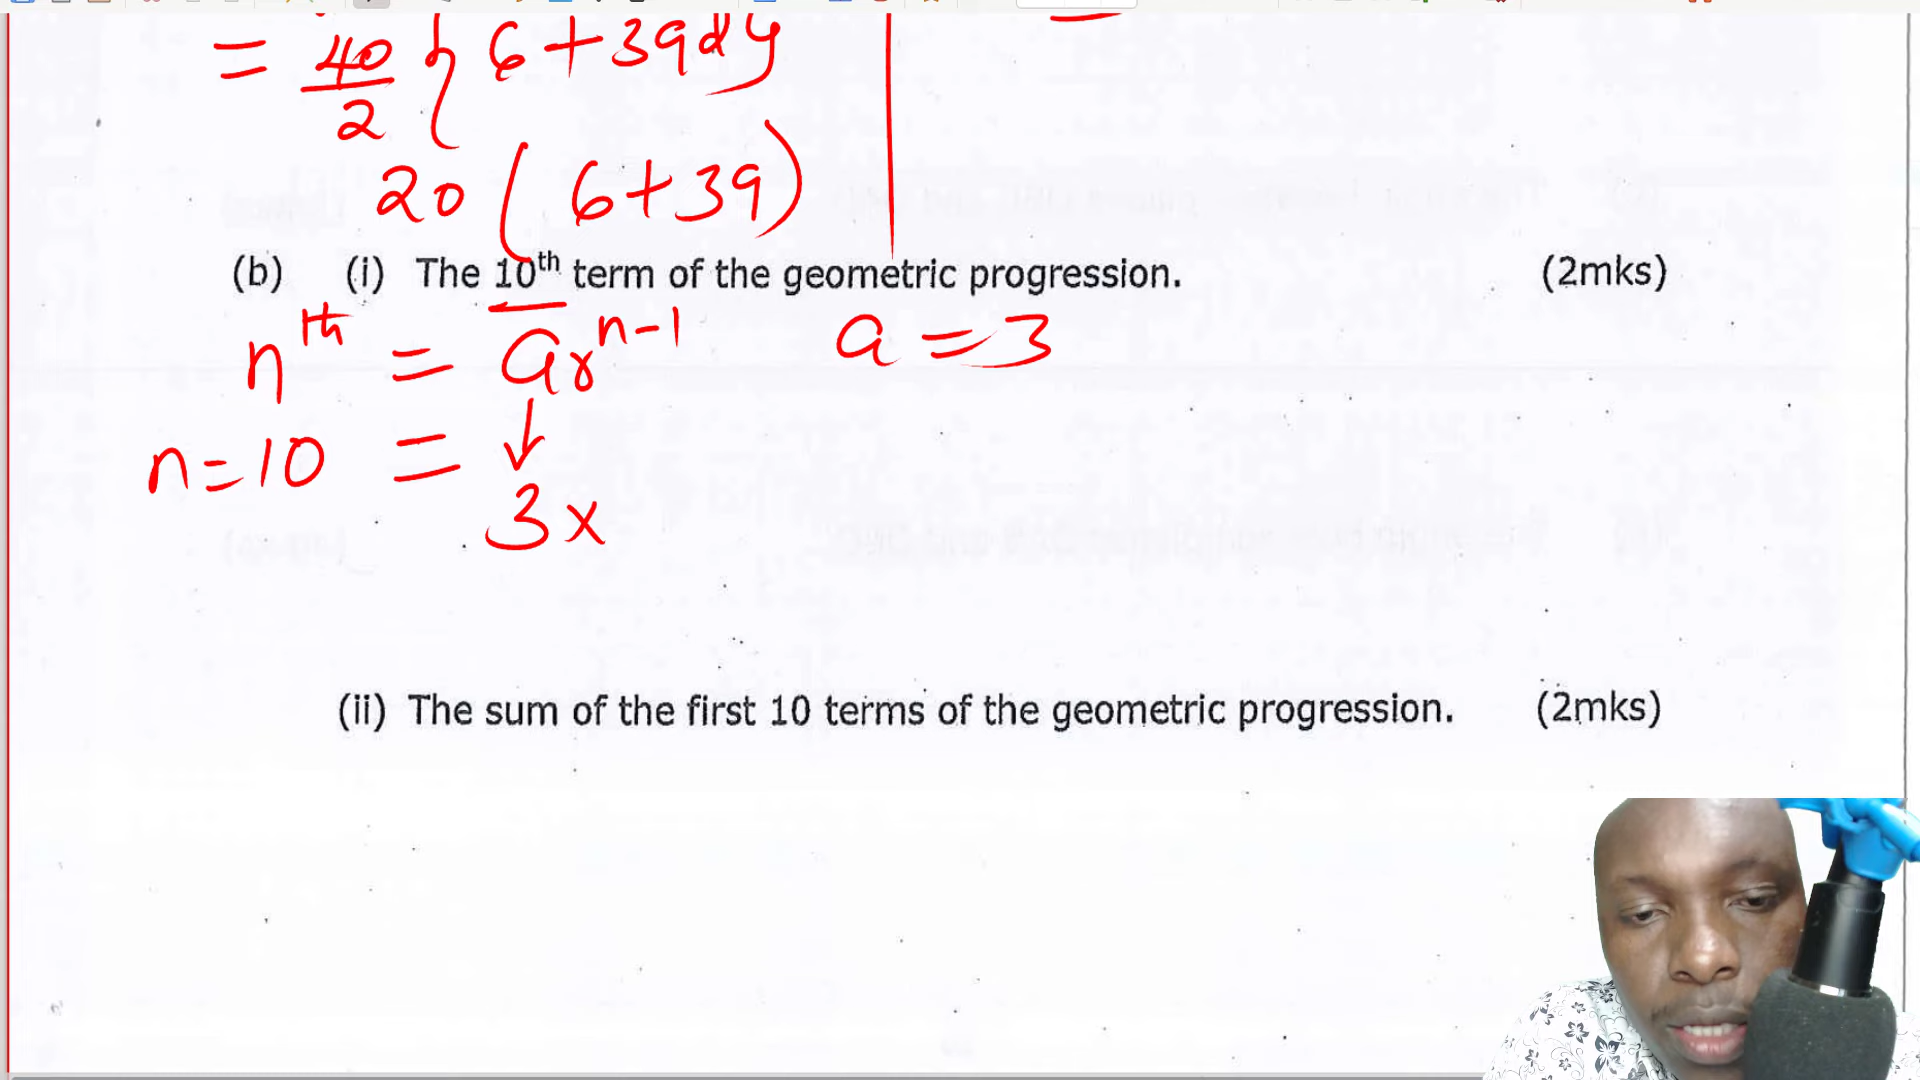 = 40/2 { 6 + 39d }
20 ( 6 + 39 )
(b) (i) The 10th term of the geometric progression. (2mks)
nth = ar^n-1 a = 3
n = 10 =
3 x
(ii) The sum of the first 10 terms of the geometric progression. (2mks)